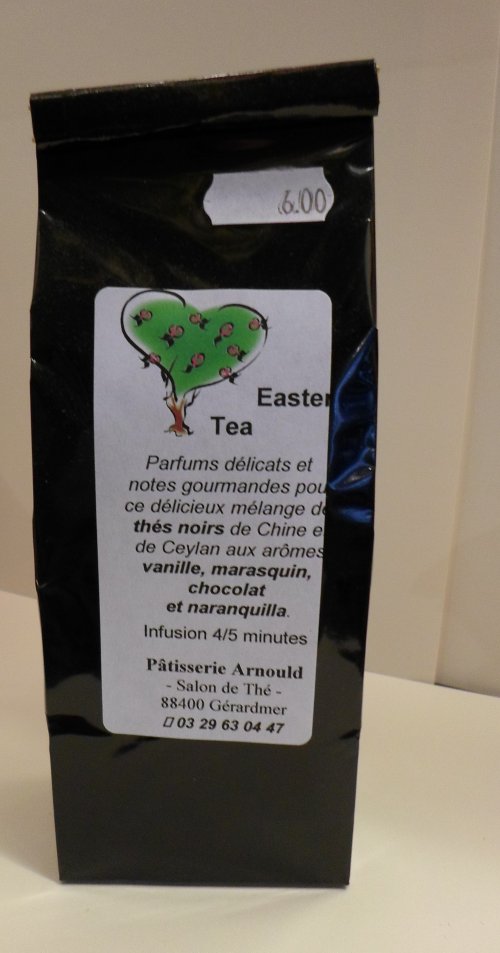 6.00
Easter
Tea
Parfums délicats et
notes gourmandes pou
ce délicieux mélange de
thés noirs de Chine e
de Ceylan aux arômes
vanille, marasquin,
chocolat
et naranquilla.
Infusion 4/5 minutes
Pâtisserie Arnould
- Salon de Thé -
88400 Gérardmer
03 29 63 04 47